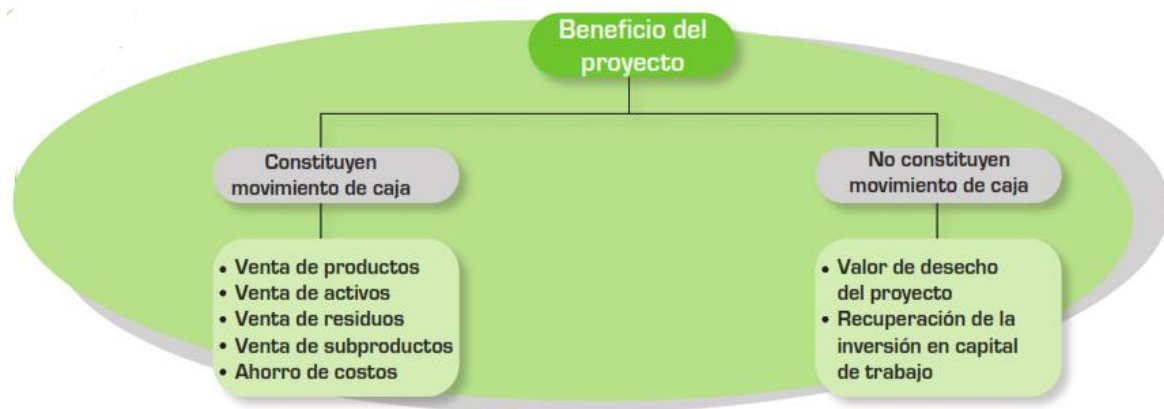 Beneficio del
proyecto
Constituyen
movimiento de caja
No constituyen
movimiento de caja
• Venta de productos
• Venta de activos
• Venta de residuos
• Venta de subproductos
• Ahorro de costos
• Valor de desecho
del proyecto
• Recuperación de la
inversión en capital
de trabajo